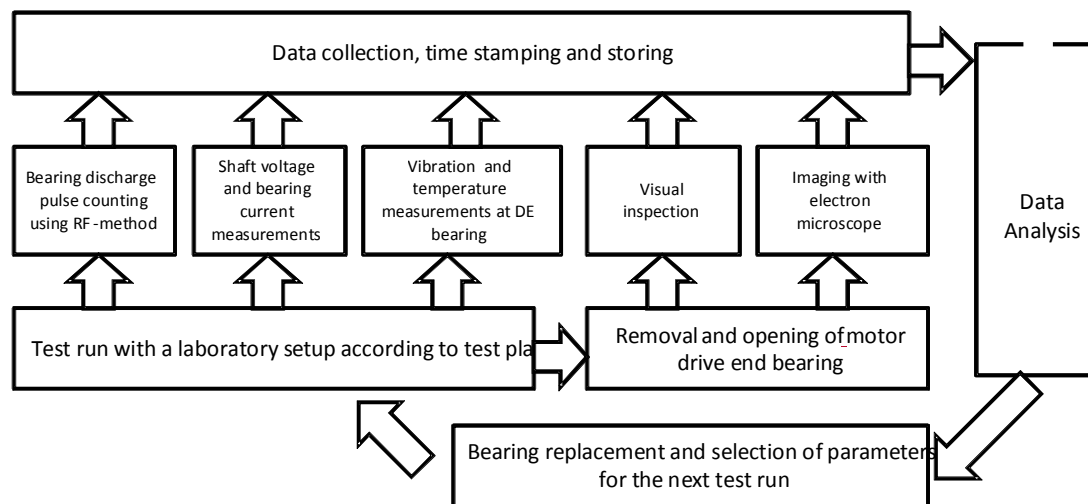 Data collection, time stamping and storing
Bearing discharge
pulse counting
using RF-method
Shaft voltage
and bearing
current
measurements
Vibration and
temperature
measurements at DE
bearing
Visual
inspection
Imaging with
electron
microscope
Data
Analysis
Test run with a laboratory setup according to test pla
Removal and opening of motor
drive end bearing
Bearing replacement and selection of parameters
for the next test run